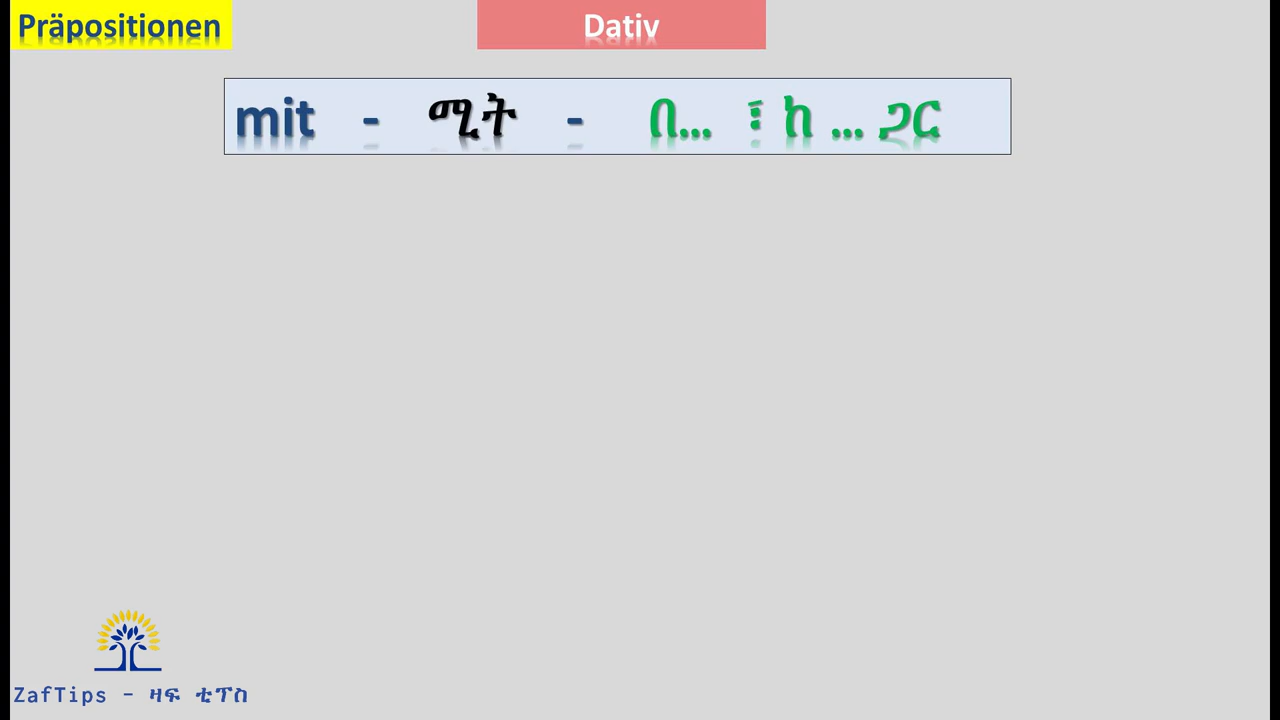 Präpositionen
Dativ
mit - ሚት - በ... ፣ ከ ... ጋር
ZafTips - ዛፍ ቲፕስ